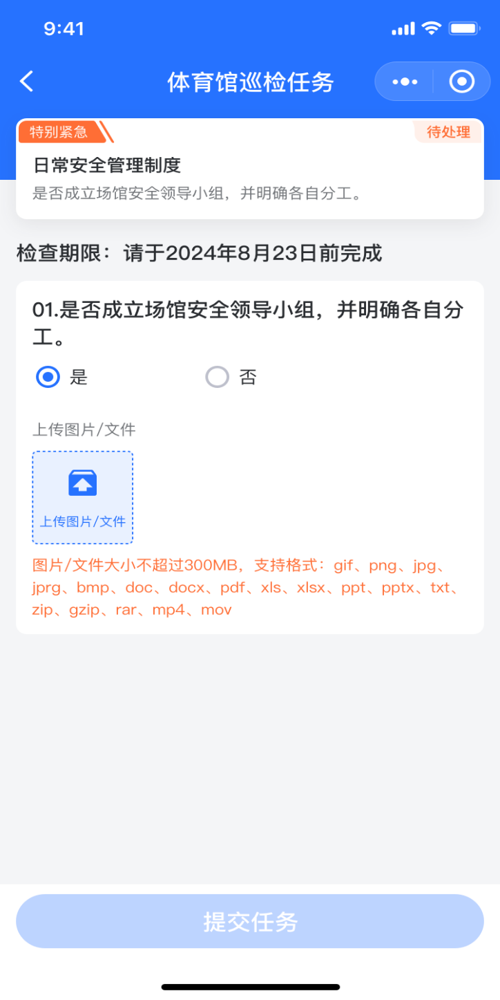 9:41
体育馆巡检任务
特别紧急
待处理
日常安全管理制度
是否成立场馆安全领导小组，并明确各自分工。
检查期限：请于2024年8月23日前完成
01.是否成立场馆安全领导小组，并明确各自分
工。
是
否
上传图片/文件
上传图片/文件
图片/文件大小不超过300MB，支持格式：gif、png、jpg、
jprg、bmp、doc、docx、pdf、xls、xlsx、ppt、pptx、txt、
zip、gzip、rar、mp4、mov
提交任务